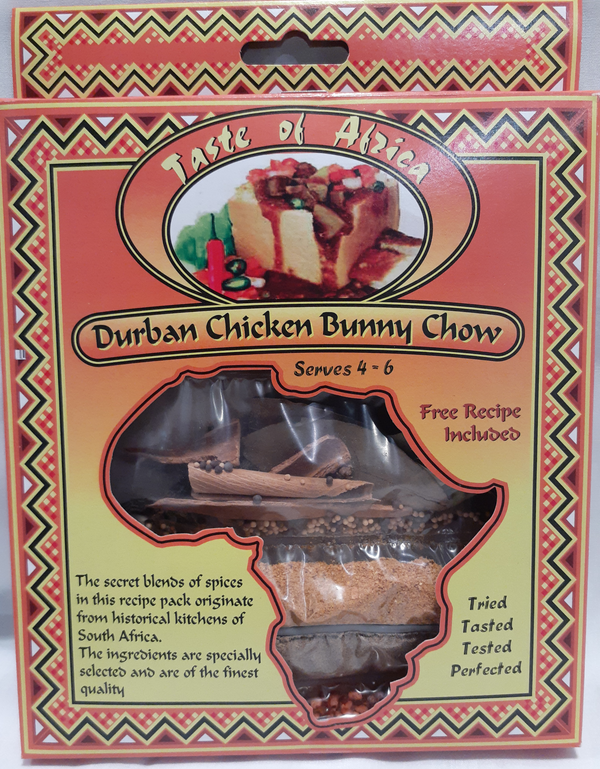 Taste of Africa
Durban Chicken Bunny Chow
Serves 4 - 6
Free Recipe
Included
The secret blends of spices
in this recipe pack originate
from historical kitchens of
South Africa.
The ingredients are specially
selected and are of the finest
quality
Tried
Tasted
Tested
Perfected